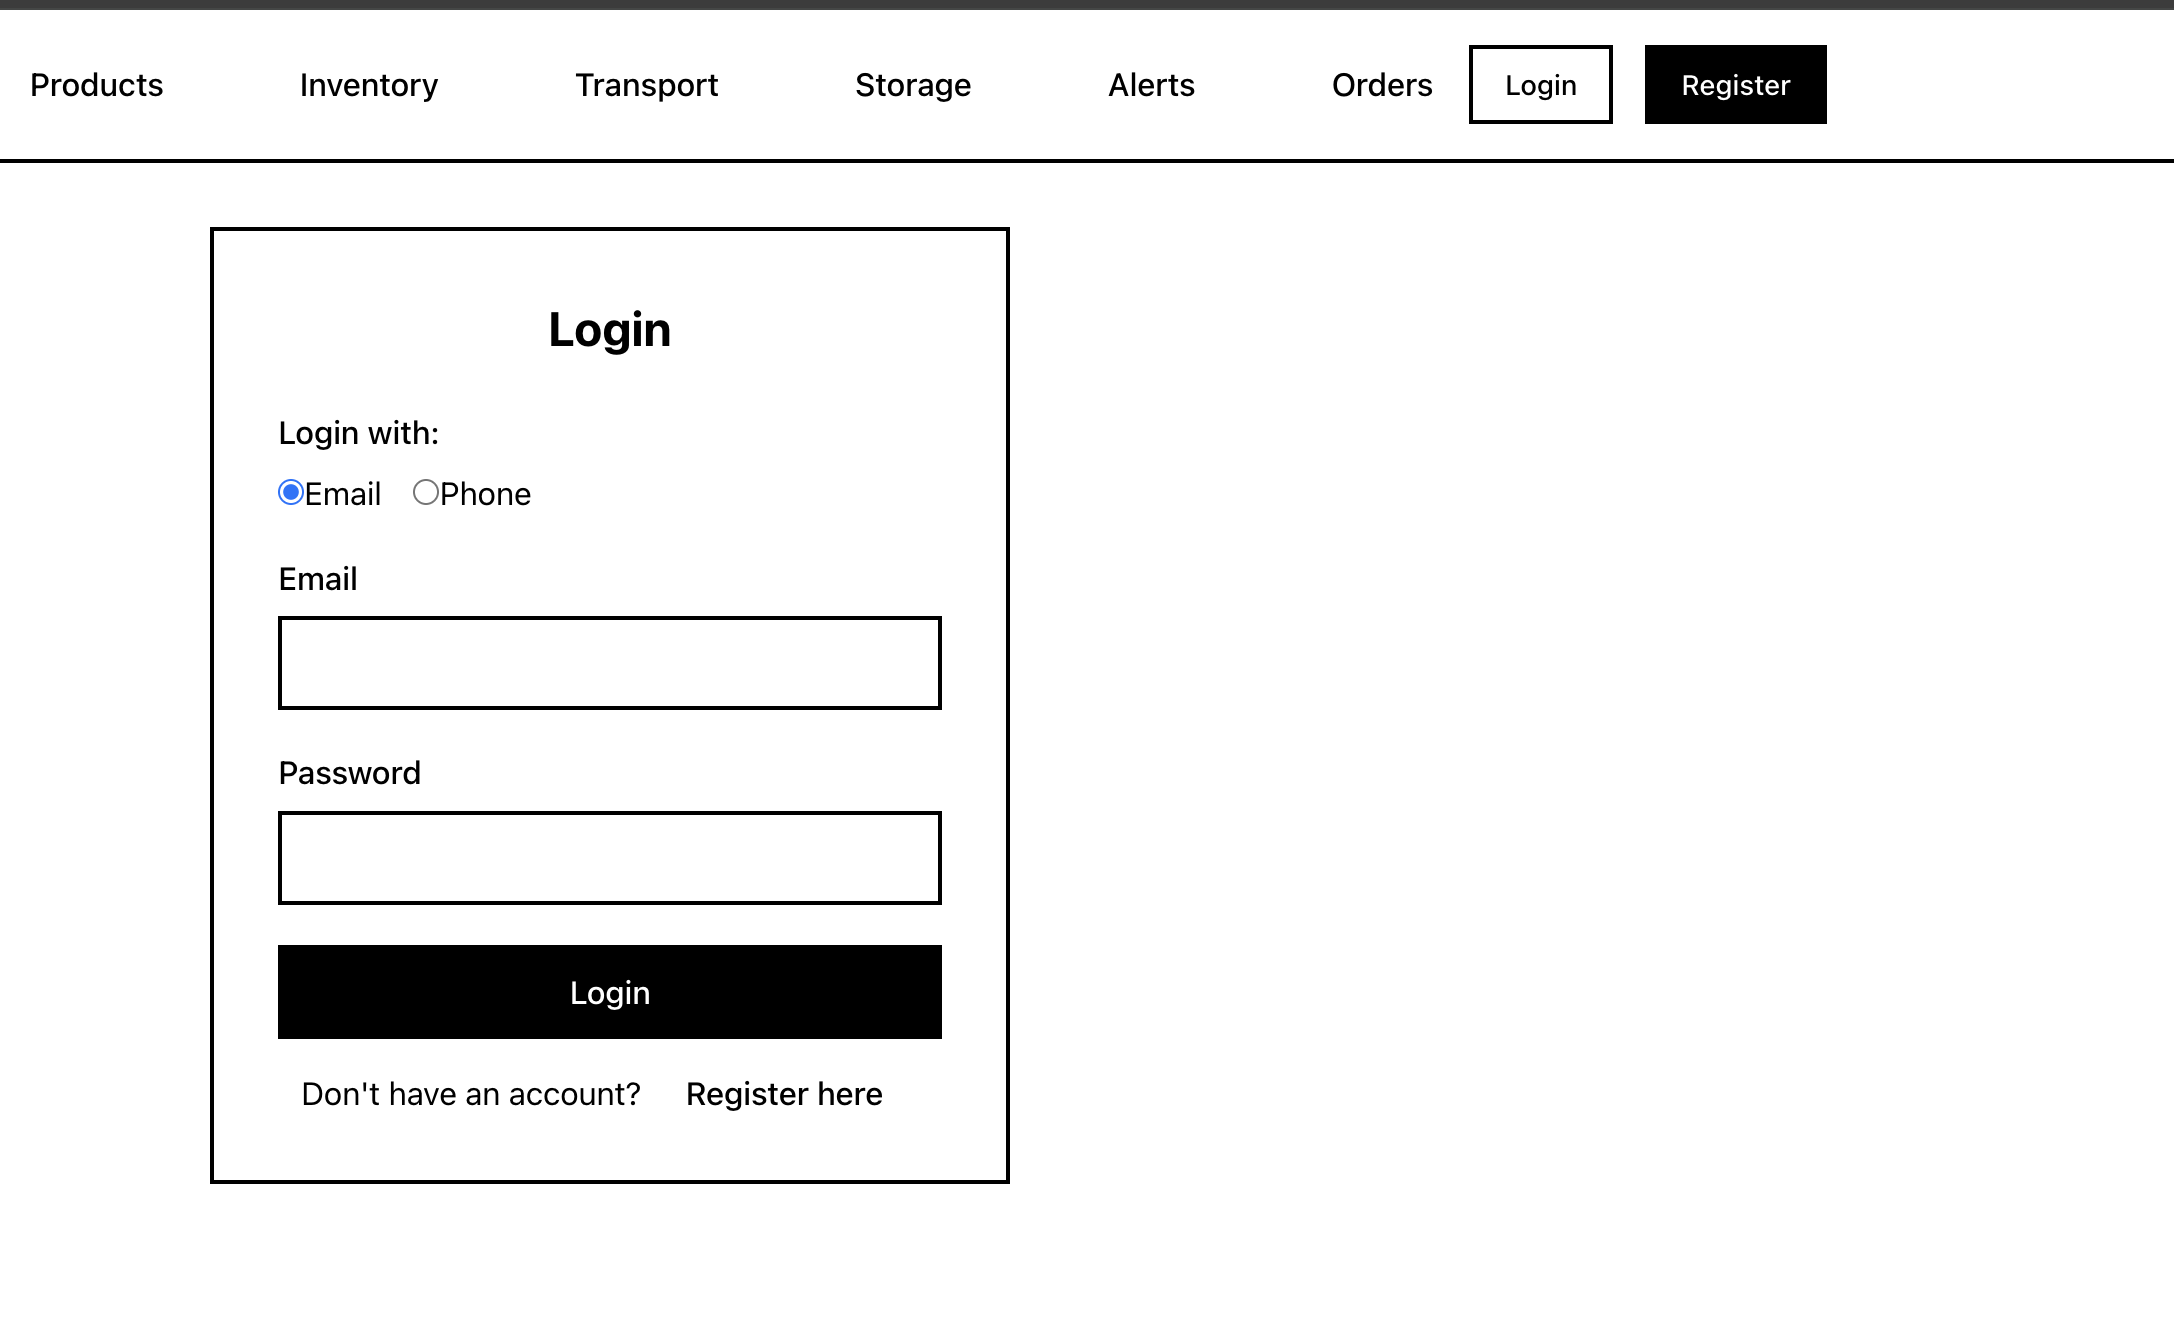 Products Inventory Transport Storage Alerts Orders Login Register
Login
Login with:
Email Phone
Email
Password
Login
Don't have an account? Register here